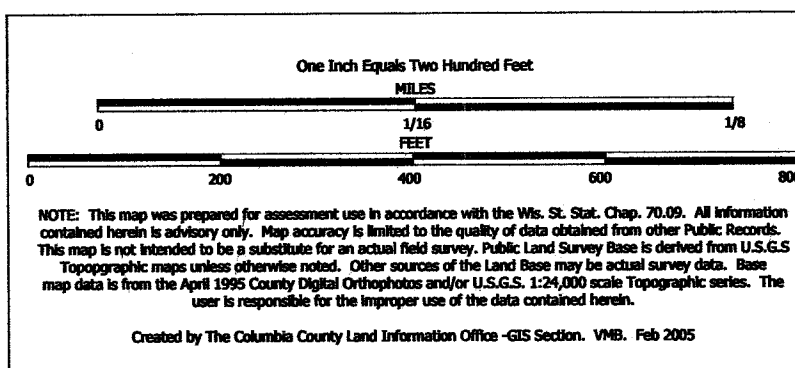 One Inch Equals Two Hundred Feet
MILES
0 1/16 1/8
FEET
0 200 400 600 800
NOTE: This map was prepared for assessment use in accordance with the Wis. St. Stat. Chap. 70.09. All information
contained herein is advisory only. Map accuracy is limited to the quality of data obtained from other Public Records.
This map is not intended to be a substitute for an actual field survey. Public Land Survey Base is derived from U.S.G.S
Topopgraphic maps unless otherwise noted. Other sources of the Land Base may be actual survey data. Base
map data is from the April 1995 County Digital Orthophotos and/or U.S.G.S. 1:24,000 scale Topographic series. The
user is responsible for the improper use of the data contained herein.
Created by The Columbia County Land Information Office -GIS Section. VMB. Feb 2005